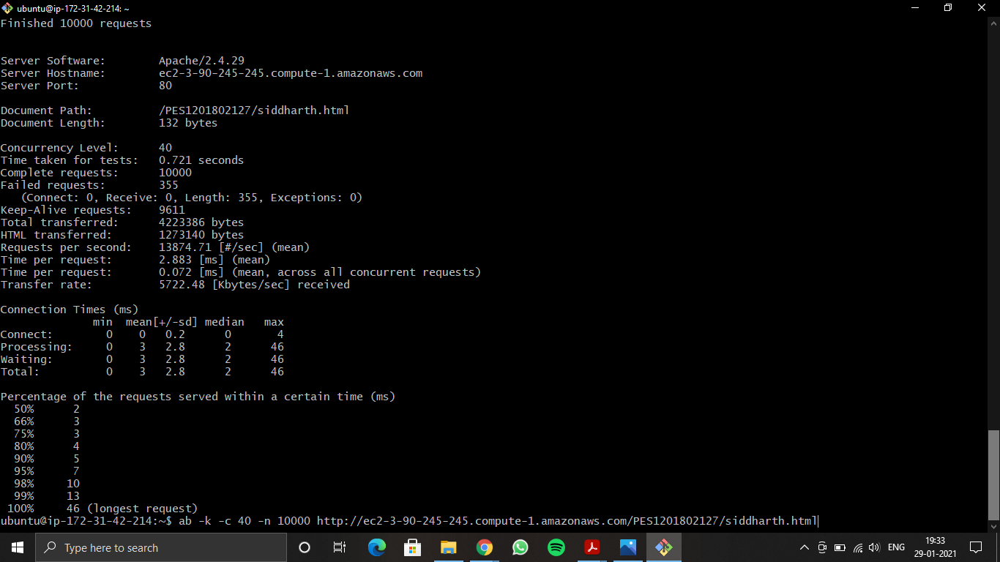 ubuntu@ip-172-31-42-214: ~
Finished 10000 requests
Server Software:        Apache/2.4.29
Server Hostname:        ec2-3-90-245-245.compute-1.amazonaws.com
Server Port:            80
Document Path:          /PES1201802127/siddharth.html
Document Length:        132 bytes
Concurrency Level:      40
Time taken for tests:   0.721 seconds
Complete requests:      10000
Failed requests:        355
   (Connect: 0, Receive: 0, Length: 355, Exceptions: 0)
Keep-Alive requests:    9611
Total transferred:      4223386 bytes
HTML transferred:       1273140 bytes
Requests per second:    13874.71 [#/sec] (mean)
Time per request:       2.883 [ms] (mean)
Time per request:       0.072 [ms] (mean, across all concurrent requests)
Transfer rate:          5722.48 [Kbytes/sec] received
Connection Times (ms)
              min  mean[+/-sd] median   max
Connect:        0    0   0.2      0       4
Processing:     0    3   2.8      2      46
Waiting:        0    3   2.8      2      46
Total:          0    3   2.8      2      46
Percentage of the requests served within a certain time (ms)
  50%      2
  66%      3
  75%      3
  80%      4
  90%      5
  95%      7
  98%     10
  99%     13
 100%     46 (longest request)
ubuntu@ip-172-31-42-214:~$ ab -k -c 40 -n 10000 http://ec2-3-90-245-245.compute-1.amazonaws.com/PES1201802127/siddharth.html
Type here to search
ENG
19:33
29-01-2021